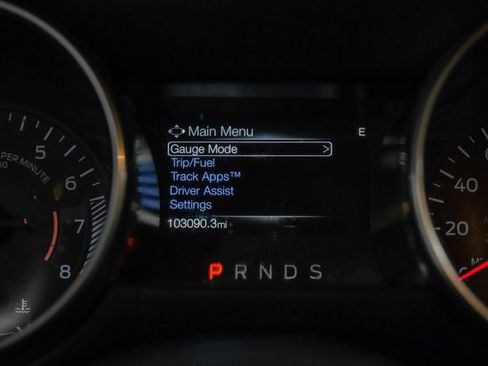 Main Menu E
Gauge Mode >
Trip/Fuel
Track Apps™
Driver Assist
Settings
103090.3mi
P R N D S
PER MINUTE
5
6
7
8
60
40
20